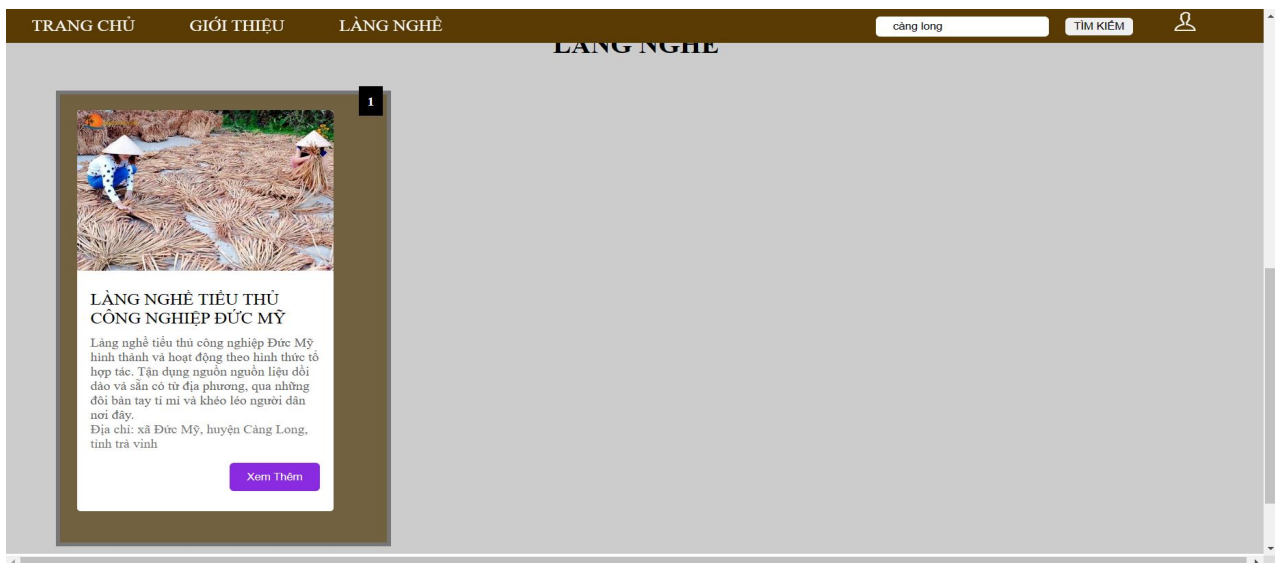 TRANG CHỦ GIỚI THIỆU LÀNG NGHỀ càng long TÌM KIẾM
LÀNG NGHỀ
1
LÀNG NGHỀ TIỂU THỦ
CÔNG NGHIỆP ĐỨC MỸ
Làng nghề tiểu thủ công nghiệp Đức Mỹ
hình thành và hoạt động theo hình thức tổ
hợp tác. Tận dụng nguồn nguồn liệu dồi
dào và sẵn có từ địa phương, qua những
đôi bàn tay tỉ mỉ và khéo léo người dân
nơi đây.
Địa chỉ: xã Đức Mỹ, huyện Càng Long,
tỉnh trà vinh
Xem Thêm